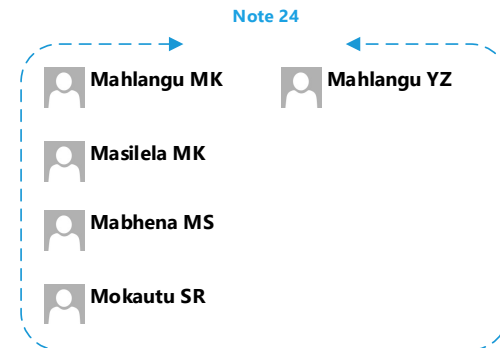 Note 24
Mahlangu MK
Mahlangu YZ
Masilela MK
Mabhena MS
Mokautu SR